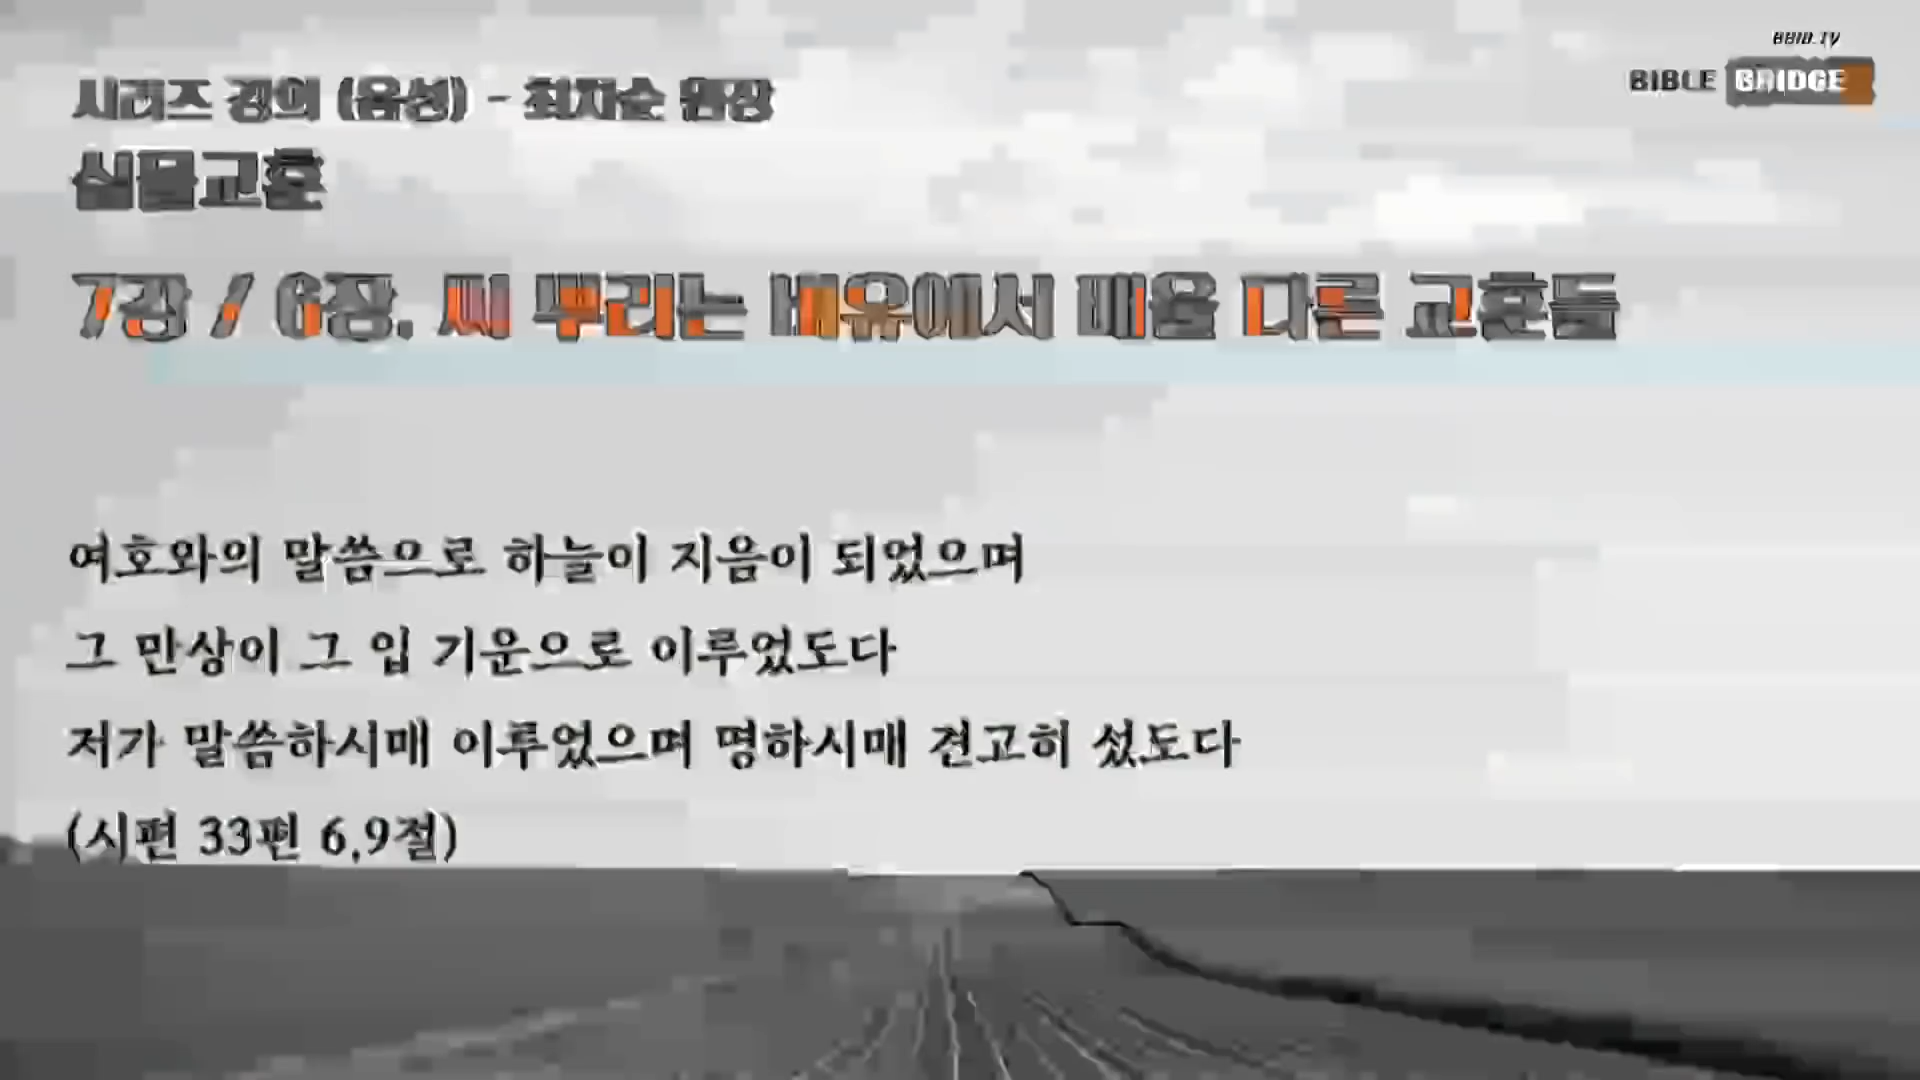 BBID.TV
BIBLE BRIDGE
시리즈 강의 (음성) - 최차순 원장
실물교훈
7강 / 6장. 씨 뿌리는 비유에서 배울 다른 교훈들
여호와의 말씀으로 하늘이 지음이 되었으며
그 만상이 그 입 기운으로 이루었도다
저가 말씀하시매 이루었으며 명하시매 견고히 섰도다
(시편 33편 6,9절)